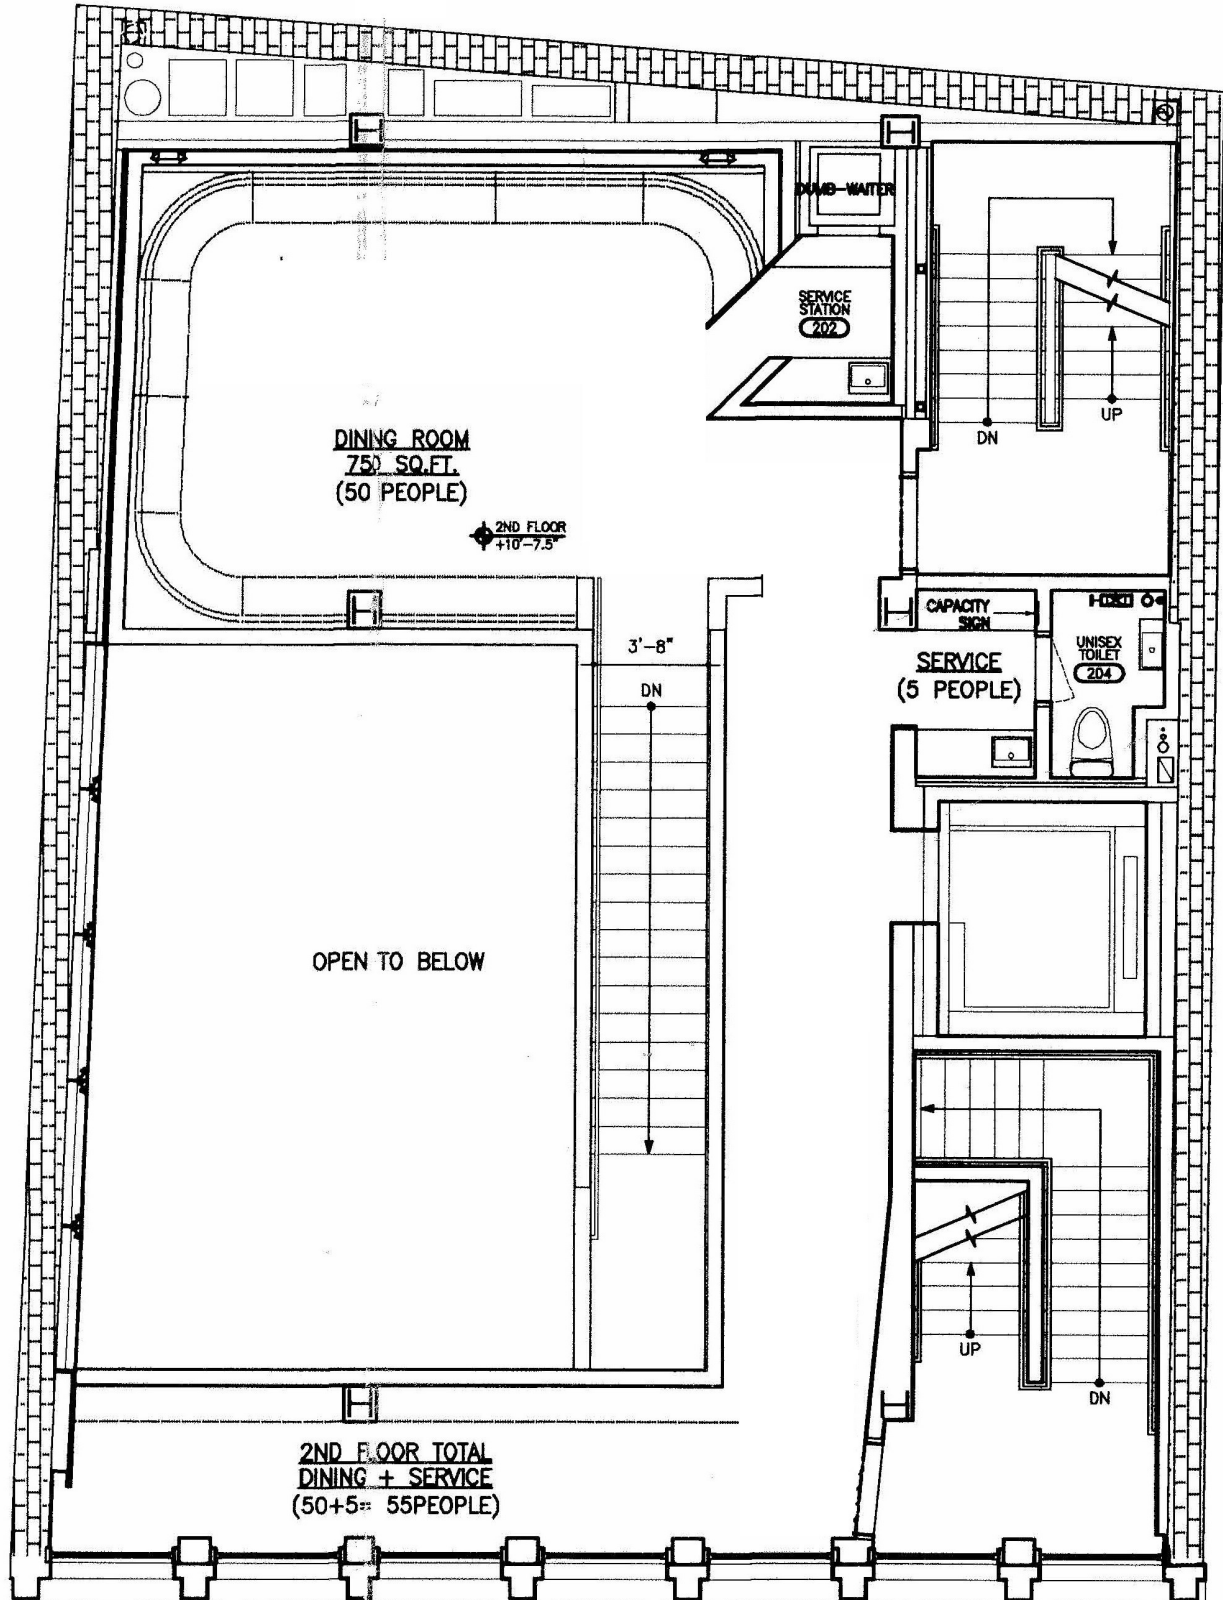 DUMB-WAITER
SERVICE
STATION
202
UP
DN
DINING ROOM
750 SQ.FT.
(50 PEOPLE)
2ND FLOOR
+10'-7.5"
CAPACITY
SIGN
UNISEX
TOILET
204
SERVICE
(5 PEOPLE)
3'-8"
DN
OPEN TO BELOW
UP
DN
2ND FLOOR TOTAL
DINING + SERVICE
(50+5= 55PEOPLE)